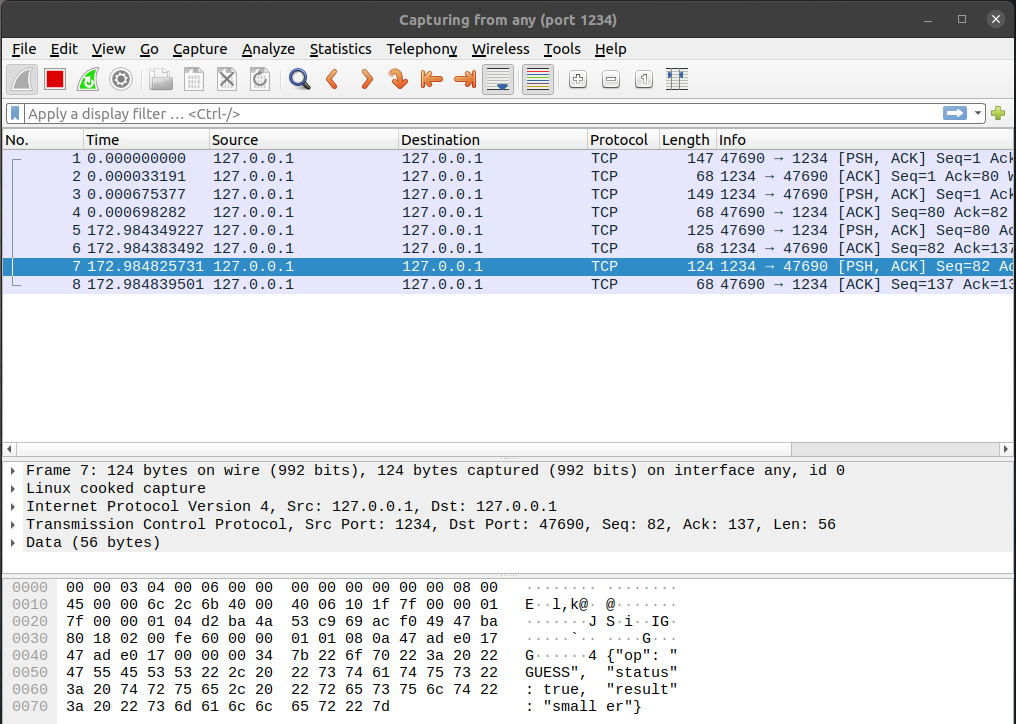 Capturing from any (port 1234)
File Edit View Go Capture Analyze Statistics Telephony Wireless Tools Help
Apply a display filter … <Ctrl-/>
No. Time Source Destination Protocol Length Info
1 0.000000000 127.0.0.1 127.0.0.1 TCP 147 47690 → 1234 [PSH, ACK] Seq=1 Ack
2 0.000033191 127.0.0.1 127.0.0.1 TCP 68 1234 → 47690 [ACK] Seq=1 Ack=80 W
3 0.000675377 127.0.0.1 127.0.0.1 TCP 149 47690 → 1234 [PSH, ACK] Seq=1 Ack
4 0.000698282 127.0.0.1 127.0.0.1 TCP 68 47690 → 1234 [ACK] Seq=80 Ack=82
5 172.984349227 127.0.0.1 127.0.0.1 TCP 125 47690 → 1234 [PSH, ACK] Seq=80 Ac
6 172.984383492 127.0.0.1 127.0.0.1 TCP 68 1234 → 47690 [ACK] Seq=82 Ack=137
7 172.984825731 127.0.0.1 127.0.0.1 TCP 124 1234 → 47690 [PSH, ACK] Seq=82 Ac
8 172.984839501 127.0.0.1 127.0.0.1 TCP 68 47690 → 1234 [ACK] Seq=137 Ack=13
Frame 7: 124 bytes on wire (992 bits), 124 bytes captured (992 bits) on interface any, id 0
Linux cooked capture
Internet Protocol Version 4, Src: 127.0.0.1, Dst: 127.0.0.1
Transmission Control Protocol, Src Port: 1234, Dst Port: 47690, Seq: 82, Ack: 137, Len: 56
Data (56 bytes)
0000 00 00 03 04 00 06 00 00 00 00 00 00 00 00 08 00 ········ ········
0010 45 00 00 6c 2c 6b 40 00 40 06 10 1f 7f 00 00 01 E··l,k@· @·······
0020 7f 00 00 01 04 d2 ba 4a 53 c9 69 ac f0 49 47 ba ·······J S·i··IG·
0030 80 18 02 00 fe 60 00 00 01 01 08 0a 47 ad e0 17 ·····`·· ····G···
0040 47 ad e0 17 00 00 00 34 7b 22 6f 70 22 3a 20 22 G······4 {"op": "
0050 47 55 45 53 53 22 2c 20 22 73 74 61 74 75 73 22 GUESS", "status"
0060 3a 20 74 72 75 65 2c 20 22 72 65 73 75 6c 74 22 : true, "result"
0070 3a 20 22 73 6d 61 6c 6c 65 72 22 7d : "small er"}